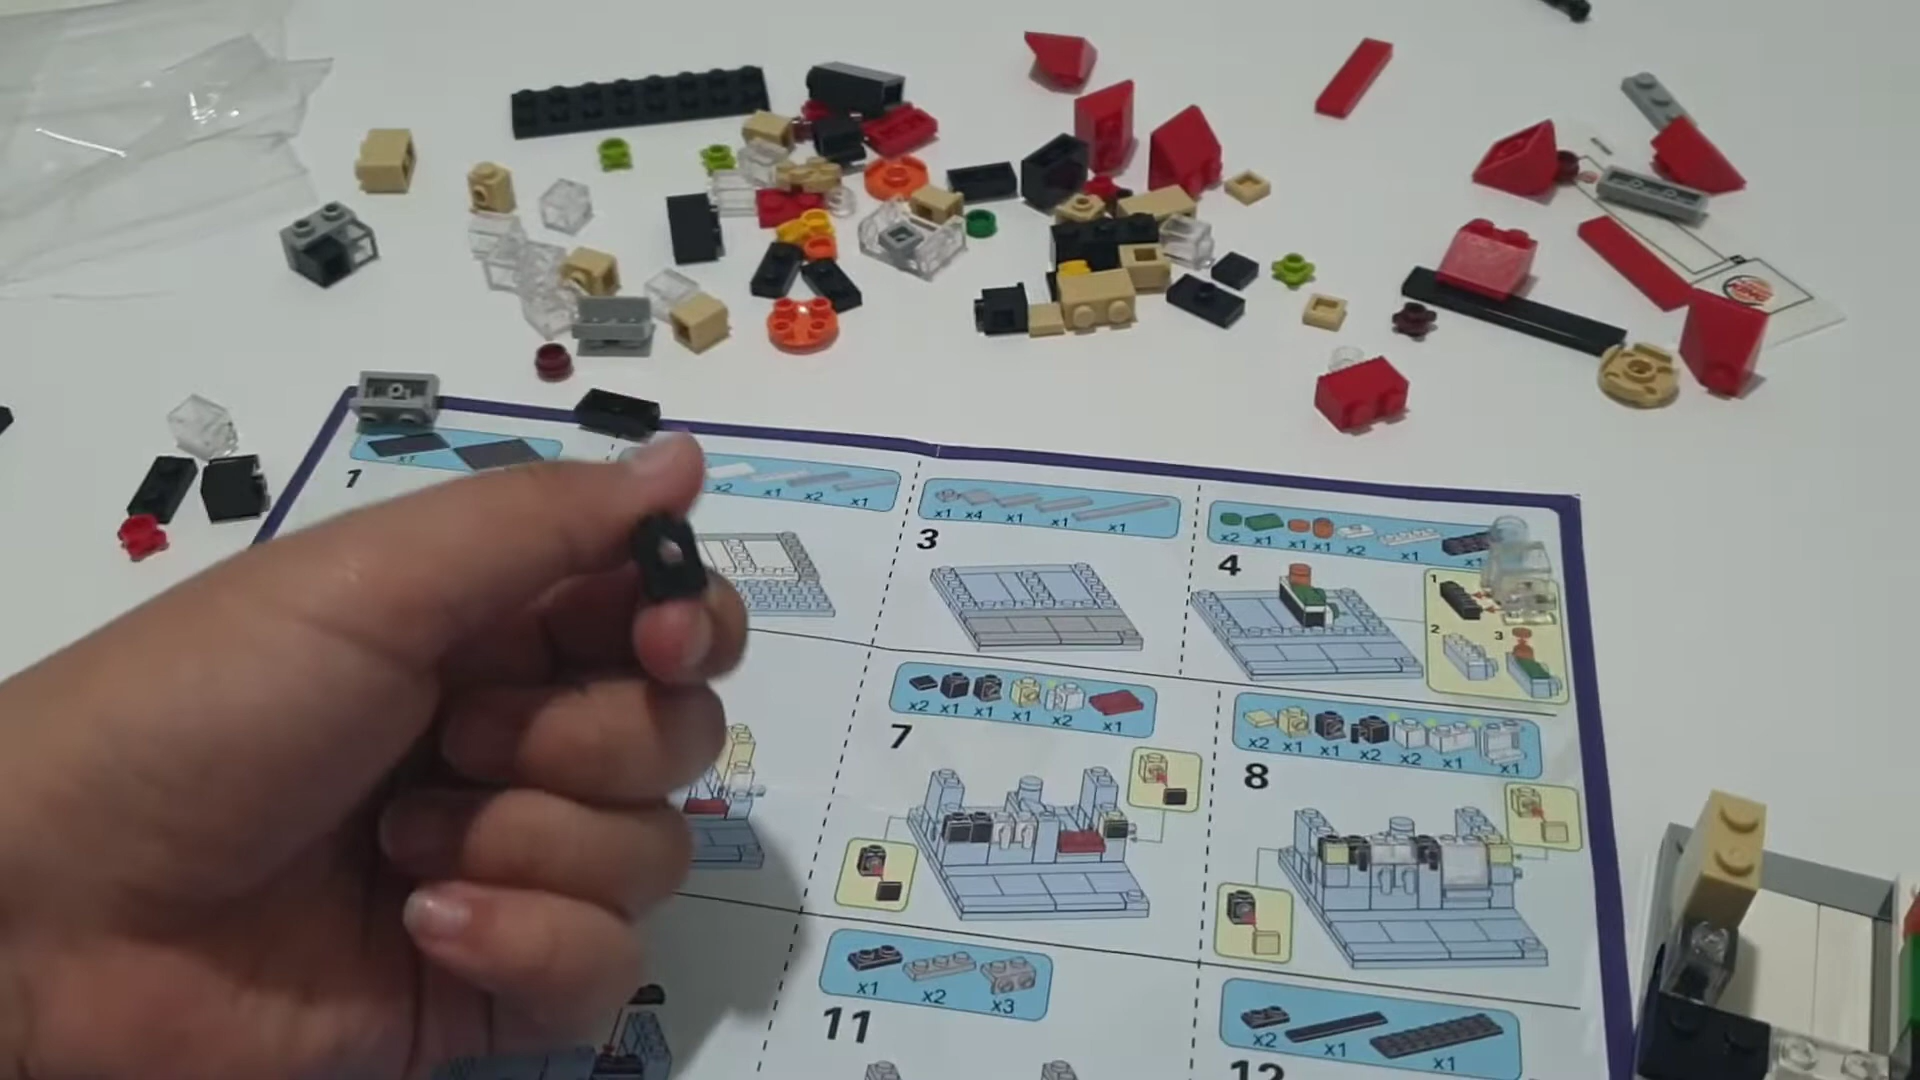 1
x1
x2 x1 x2 x1
x1 x4 x1 x1 x1
3
x2 x1 x1 x1 x2 x1 x1
4
1
2
3
x2 x1 x1 x1 x2 x1
7
x2 x1 x1 x2 x2 x1 x1
8
x1 x2 x3
11
x2 x1 x1
12